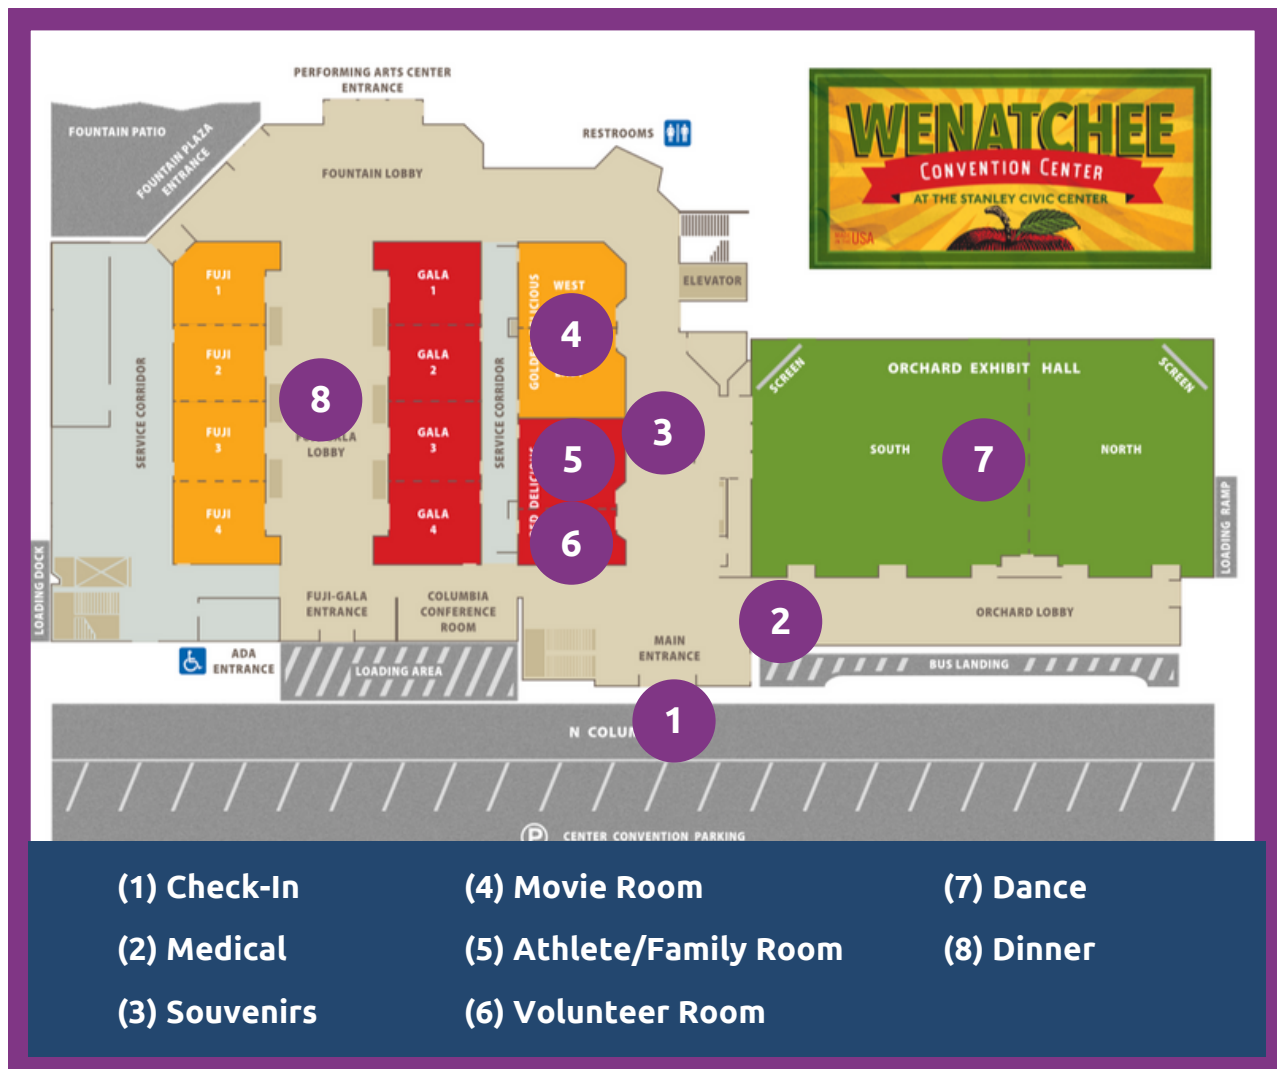 PERFORMING ARTS CENTER
ENTRANCE
FOUNTAIN PATIO
FOUNTAIN PLAZA
ENTRANCE
FOUNTAIN LOBBY
RESTROOMS
WENATCHEE
CONVENTION CENTER
AT THE STANLEY CIVIC CENTER
USA
ELEVATOR
FUJI
1
FUJI
2
FUJI
3
FUJI
4
GALA
1
GALA
2
GALA
3
GALA
4
WEST
SERVICE CORRIDOR
SERVICE CORRIDOR
8
LOBBY
4
5
6
3
ORCHARD EXHIBIT HALL
SCREEN
SCREEN
SOUTH
7
NORTH
LOADING RAMP
LOADING DOCK
FUJI-GALA
ENTRANCE
COLUMBIA
CONFERENCE
ROOM
2
ORCHARD LOBBY
MAIN
ENTRANCE
ADA
ENTRANCE
LOADING AREA
BUS LANDING
1
N
P CENTER CONVENTION PARKING
(1) Check-In
(2) Medical
(3) Souvenirs
(4) Movie Room
(5) Athlete/Family Room
(6) Volunteer Room
(7) Dance
(8) Dinner